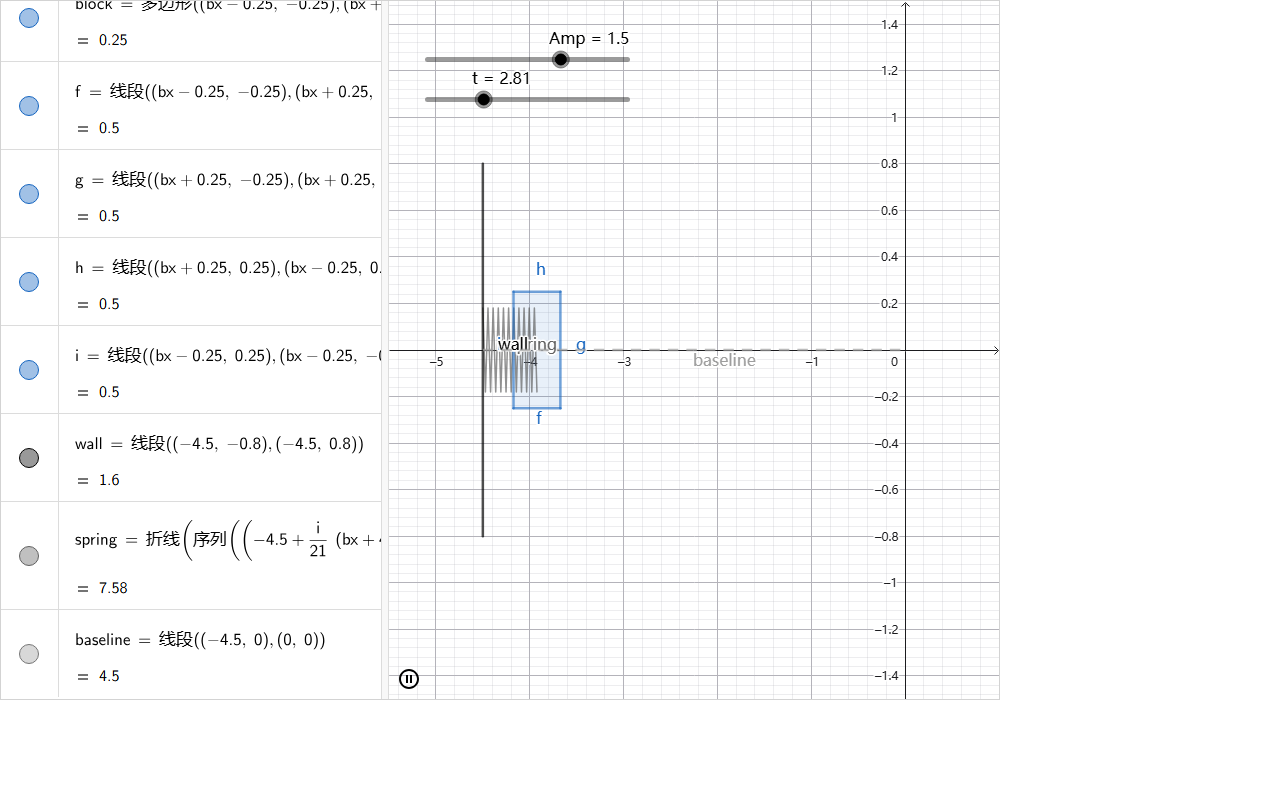 block = 多边形((bx − 0.25, −0.25),(bx +
= 0.25
f = 线段((bx − 0.25, −0.25),(bx + 0.25,
= 0.5
g = 线段((bx + 0.25, −0.25),(bx + 0.25,
= 0.5
h = 线段((bx + 0.25, 0.25),(bx − 0.25, 0.
= 0.5
i = 线段((bx − 0.25, 0.25),(bx − 0.25, −0
= 0.5
wall = 线段((−4.5, −0.8),(−4.5, 0.8))
= 1.6
spring = 折线(序列((−4.5 + i/21 (bx + 4
= 7.58
baseline = 线段((−4.5, 0),(0, 0))
= 4.5
Amp = 1.5
t = 2.81
1.4
1.2
1
0.8
0.6
0.4
0.2
h
wall
g
baseline
−5
−4
−3
−2
−1
0
f
−0.2
−0.4
−0.6
−0.8
−1
−1.2
−1.4